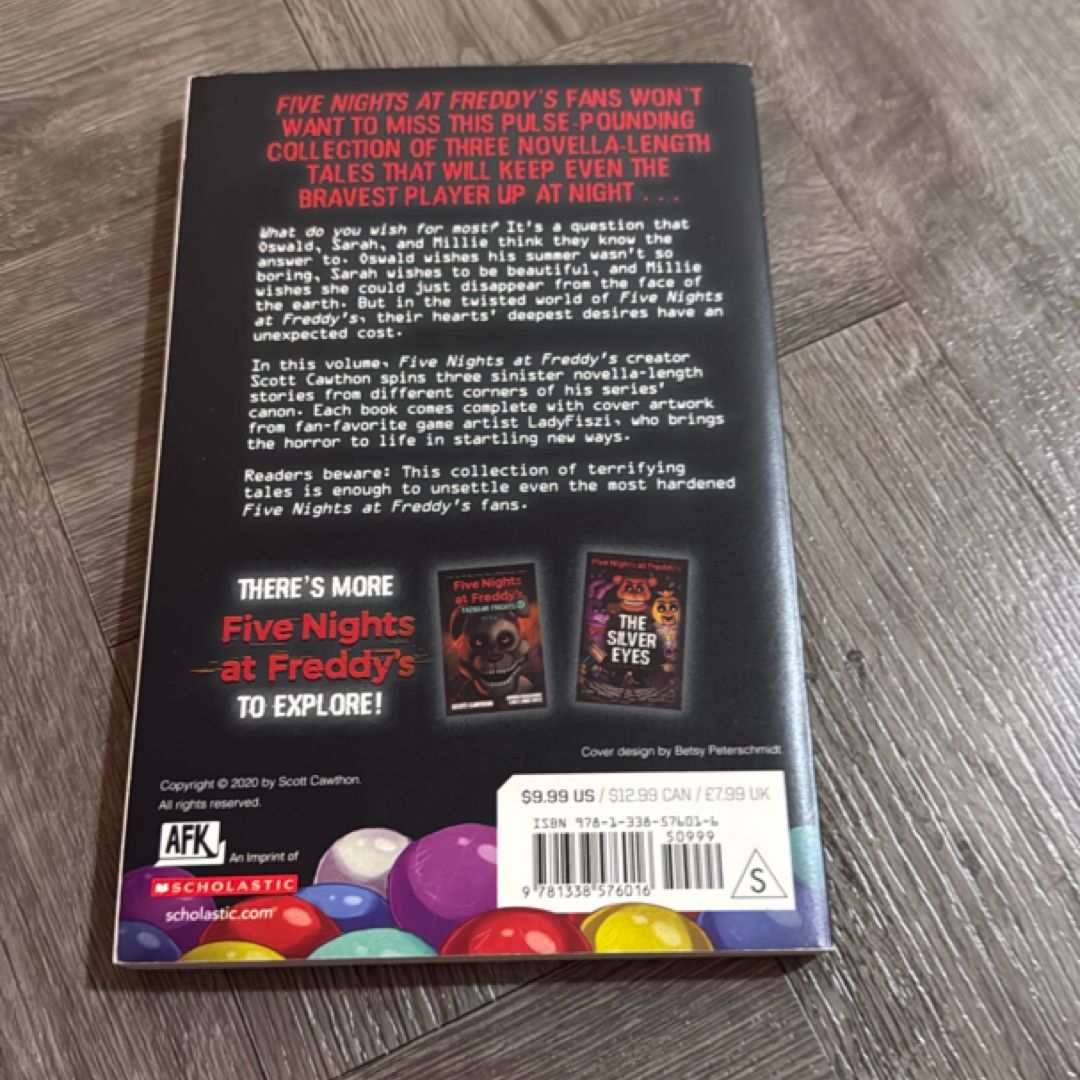 FIVE NIGHTS AT FREDDY'S FANS WON'T
WANT TO MISS THIS PULSE-POUNDING
COLLECTION OF THREE NOVELLA-LENGTH
TALES THAT WILL KEEP EVEN THE
BRAVEST PLAYER UP AT NIGHT . . .
What do you wish for most? It's a question that
Oswald, Sarah, and Millie think they know the
answer to. Oswald wishes his summer wasn't so
boring, Sarah wishes to be beautiful, and Millie
wishes she could just disappear from the face of
the earth. But in the twisted world of Five Nights
at Freddy's, their hearts' deepest desires have an
unexpected cost.
In this volume, Five Nights at Freddy's creator
Scott Cawthon spins three sinister novella-length
stories from different corners of his series'
canon. Each book comes complete with cover artwork
from fan-favorite game artist LadyFiszi, who brings
the horror to life in startling new ways.
Readers beware: This collection of terrifying
tales is enough to unsettle even the most hardened
Five Nights at Freddy's fans.
THERE'S MORE
Five Nights
at Freddy's
TO EXPLORE!
Five Nights
at Freddy's
FAZBEAR FRIGHTS
SCOTT CAWTHON
Five Nights at Freddy's
THE
SILVER
EYES
Cover design by Betsy Peterschmidt
Copyright © 2020 by Scott Cawthon.
All rights reserved.
AFK
An Imprint of
SCHOLASTIC
scholastic.com
$9.99 US / $12.99 CAN / £7.99 UK
ISBN 978-1-338-57601-6
50999
9 781338 576016
S